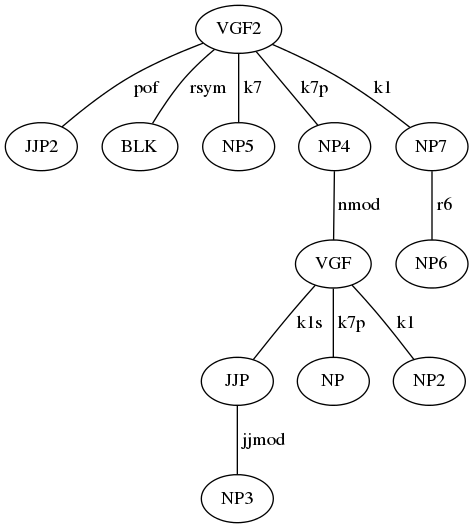 VGF2
pof rsym k7 k7p k1
JJP2 BLK NP5 NP4 NP7
nmod r6
VGF NP6
k1s k7p k1
JJP NP NP2
jjmod
NP3